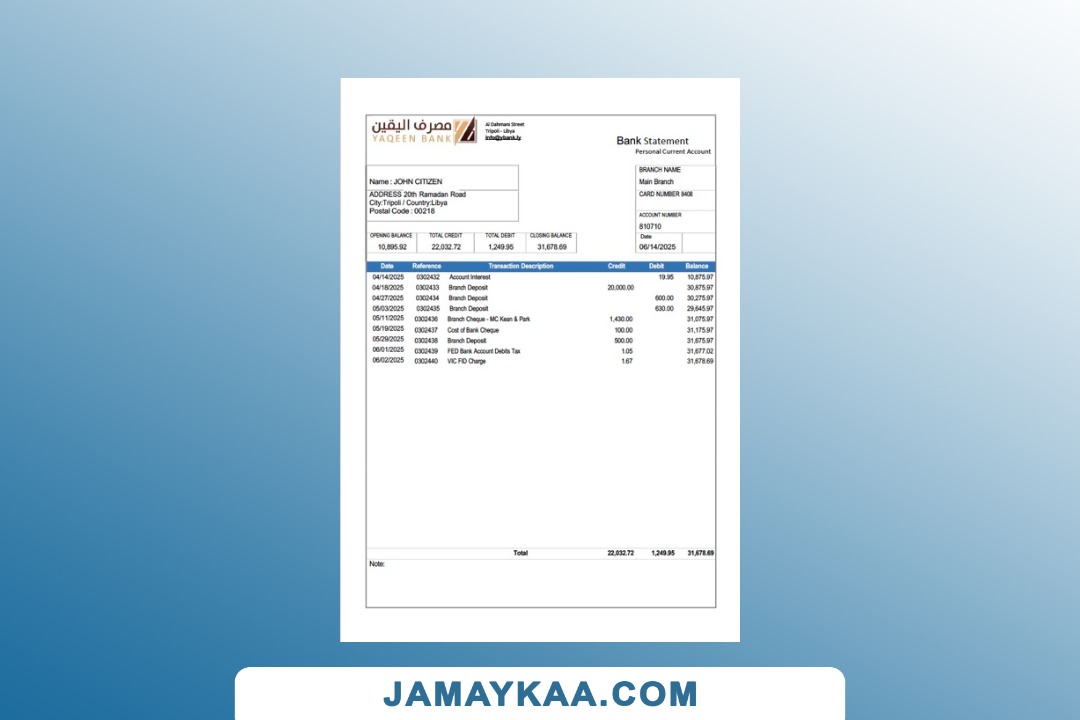 مصرف اليقين
YAQEEN BANK
Al Dahmani Street
Tripoli - Libya
info@ybank.ly
Bank Statement
Personal Current Account
Name : JOHN CITIZEN
ADDRESS 20th Ramadan Road
City:Tripoli / Country:Libya
Postal Code : 00218
BRANCH NAME
Main Branch
CARD NUMBER 8408
ACCOUNT NUMBER
810710
Date
06/14/2025
OPENING BALANCE TOTAL CREDIT TOTAL DEBIT CLOSING BALANCE
10,895.92 22,032.72 1,249.95 31,678.69
Date Reference Transaction Description Credit Debit Balance
04/14/2025 0302432 Account Interest 19.95 10,875.97
04/18/2025 0302433 Branch Deposit 20,000.00 30,875.97
04/27/2025 0302434 Branch Deposit 600.00 30,275.97
05/03/2025 0302435 Branch Deposit 630.00 29,645.97
05/11/2025 0302436 Branch Cheque - MC Kean & Park 1,430.00 31,075.97
05/19/2025 0302437 Cost of Bank Cheque 100.00 31,175.97
05/29/2025 0302438 Branch Deposit 500.00 31,675.97
06/01/2025 0302439 FED Bank Account Debits Tax 1.05 31,677.02
06/02/2025 0302440 VIC FID Charge 1.67 31,678.69
Total 22,032.72 1,249.95 31,678.69
Note:
JAMAYKAA.COM